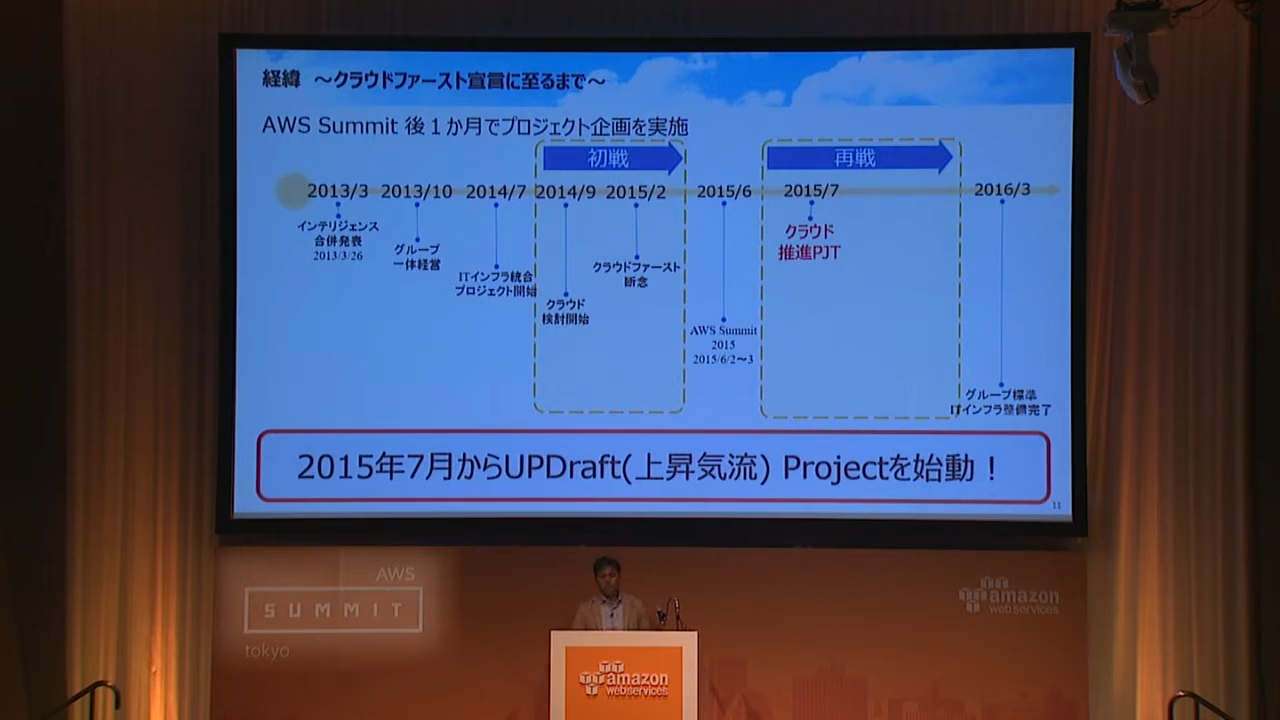 経緯 ～クラウドファースト宣言に至るまで～
AWS Summit 後１か月でプロジェクト企画を実施
初戦
再戦
2013/3
2013/10
2014/7
2014/9
2015/2
2015/6
2015/7
2016/3
インテリジェンス
合併発表
2013/3/26
グループ
一体経営
ITインフラ統合
プロジェクト開始
クラウド
検討開始
クラウドファースト
断念
AWS Summit
2015
2015/6/2～3
クラウド
推進PJT
グループ標準
ITインフラ整備完了
2015年7月からUPDraft(上昇気流) Projectを始動！
11
AWS
SUMMIT
tokyo
amazon
web services
amazon
web services